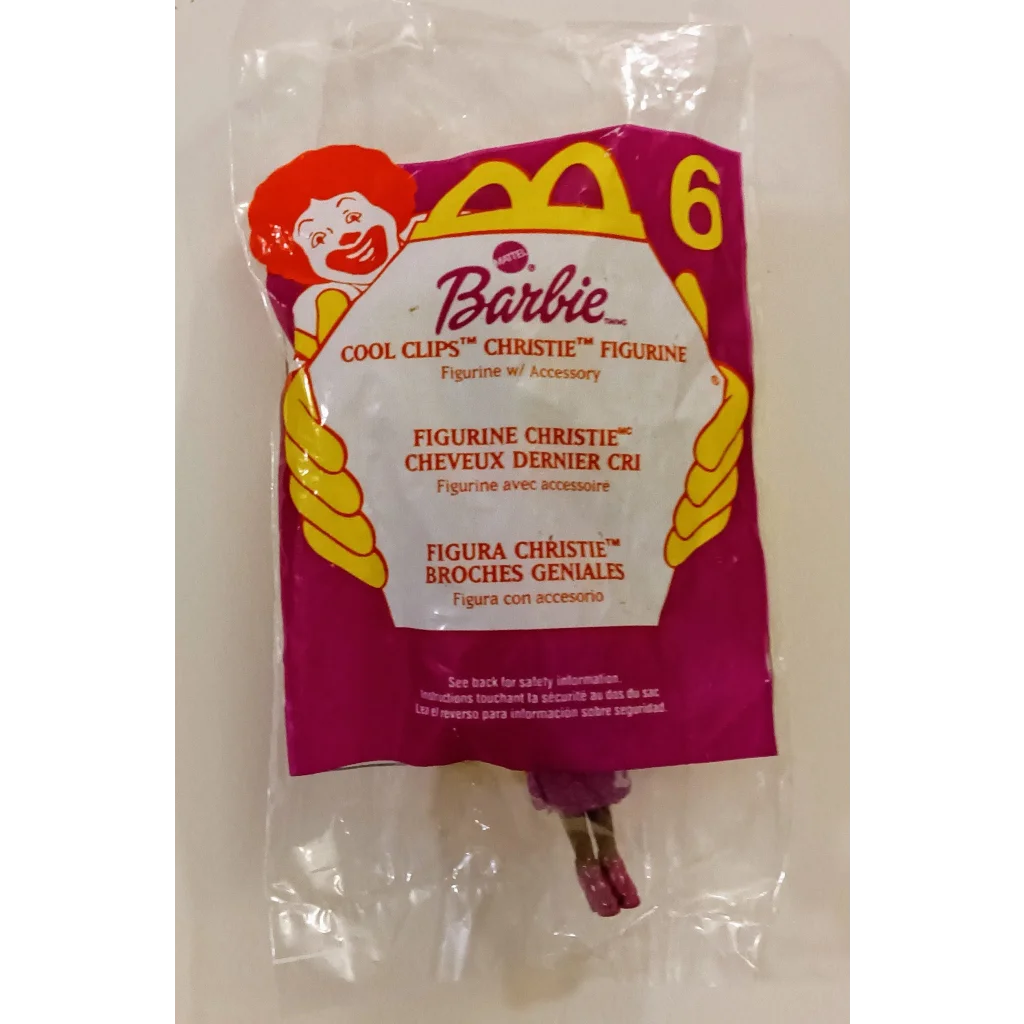 6
MATTEL
Barbie
COOL CLIPS™ CHRISTIE™ FIGURINE
Figurine w/ Accessory
FIGURINE CHRISTIE MC
CHEVEUX DERNIER CRI
Figurine avec accessoire
FIGURA CHRISTIE™
BROCHES GENIALES
Figura con accesorio
See back for safety information.
Instructions touchant la sécurité au dos du sac
Lea el reverso para información sobre seguridad.